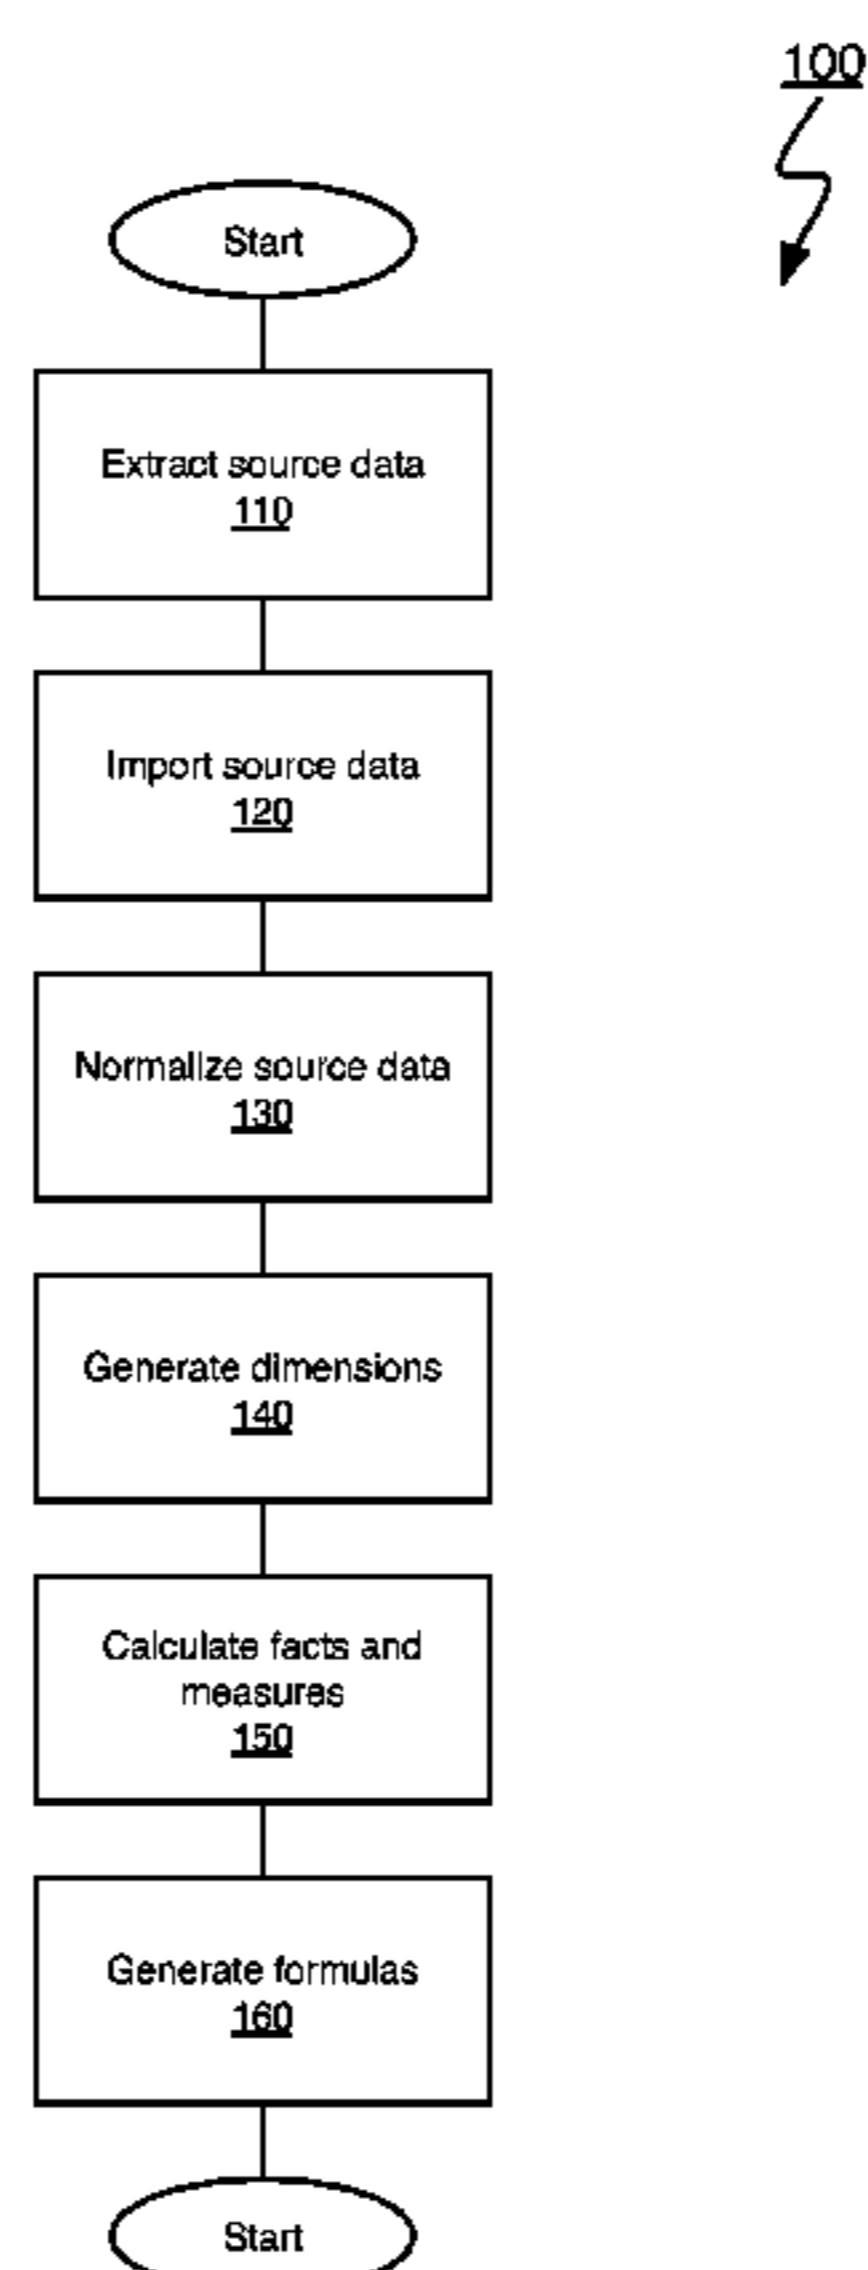 100
Start
Extract source data
110
Import source data
120
Normalize source data
130
Generate dimensions
140
Calculate facts and
measures
150
Generate formulas
160
Start